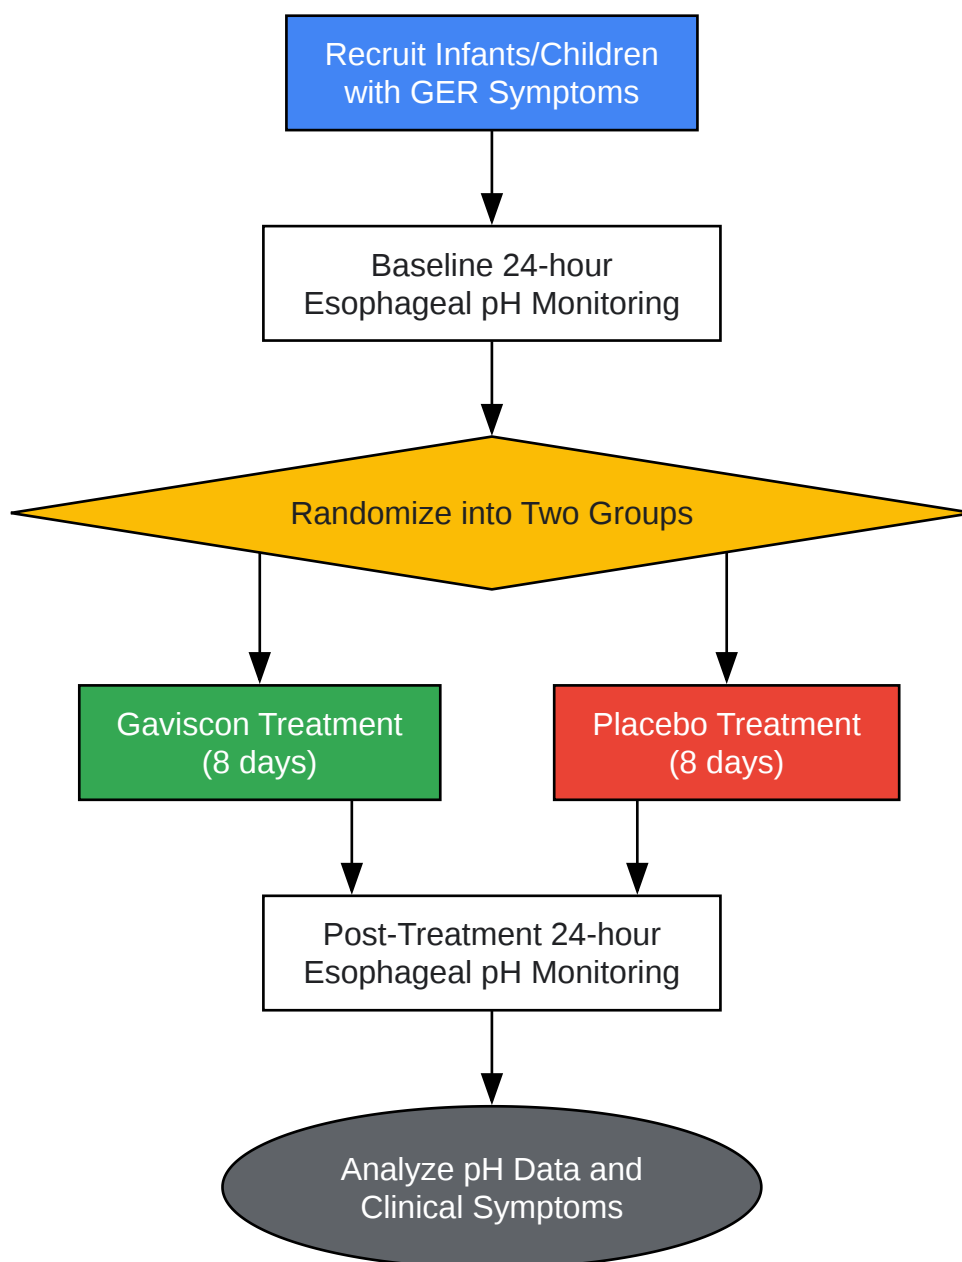 Recruit Infants/Children
with GER Symptoms
Baseline 24-hour
Esophageal pH Monitoring
Randomize into Two Groups
Gaviscon Treatment
(8 days)
Placebo Treatment
(8 days)
Post-Treatment 24-hour
Esophageal pH Monitoring
Analyze pH Data and
Clinical Symptoms